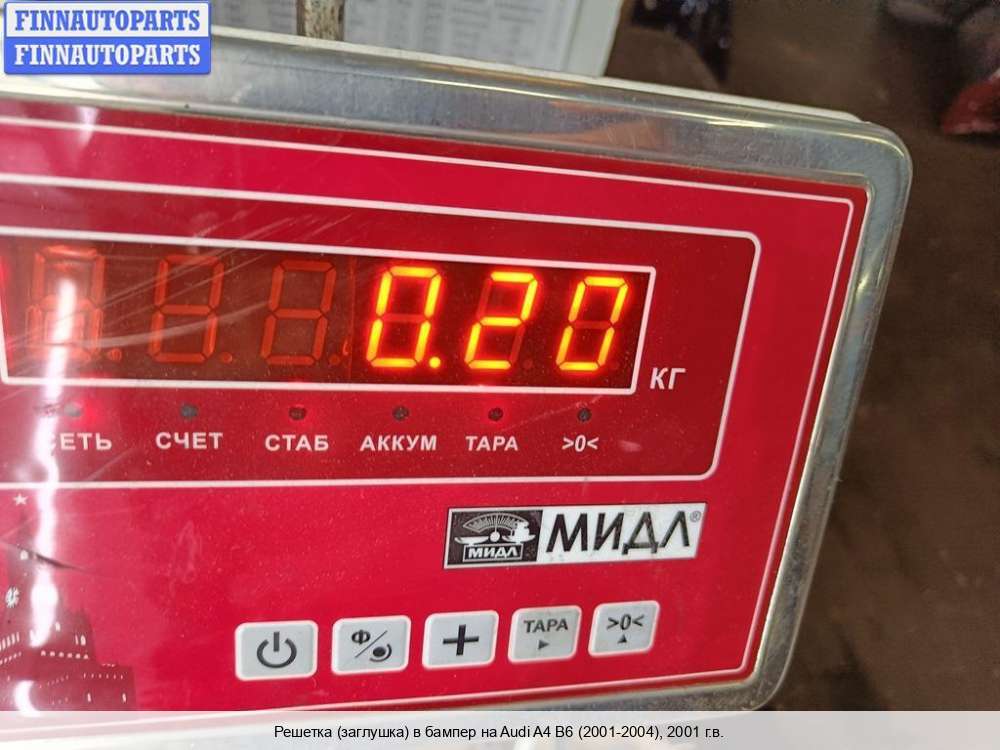 FINNAUTOPARTS
FINNAUTOPARTS
0.20
КГ
СЕТЬ СЧЕТ СТАБ АККУМ ТАРА >0<
МИДЛ МИДЛ®
Ф + ТАРА >0<
Решетка (заглушка) в бампер на Audi A4 B6 (2001-2004), 2001 г.в.